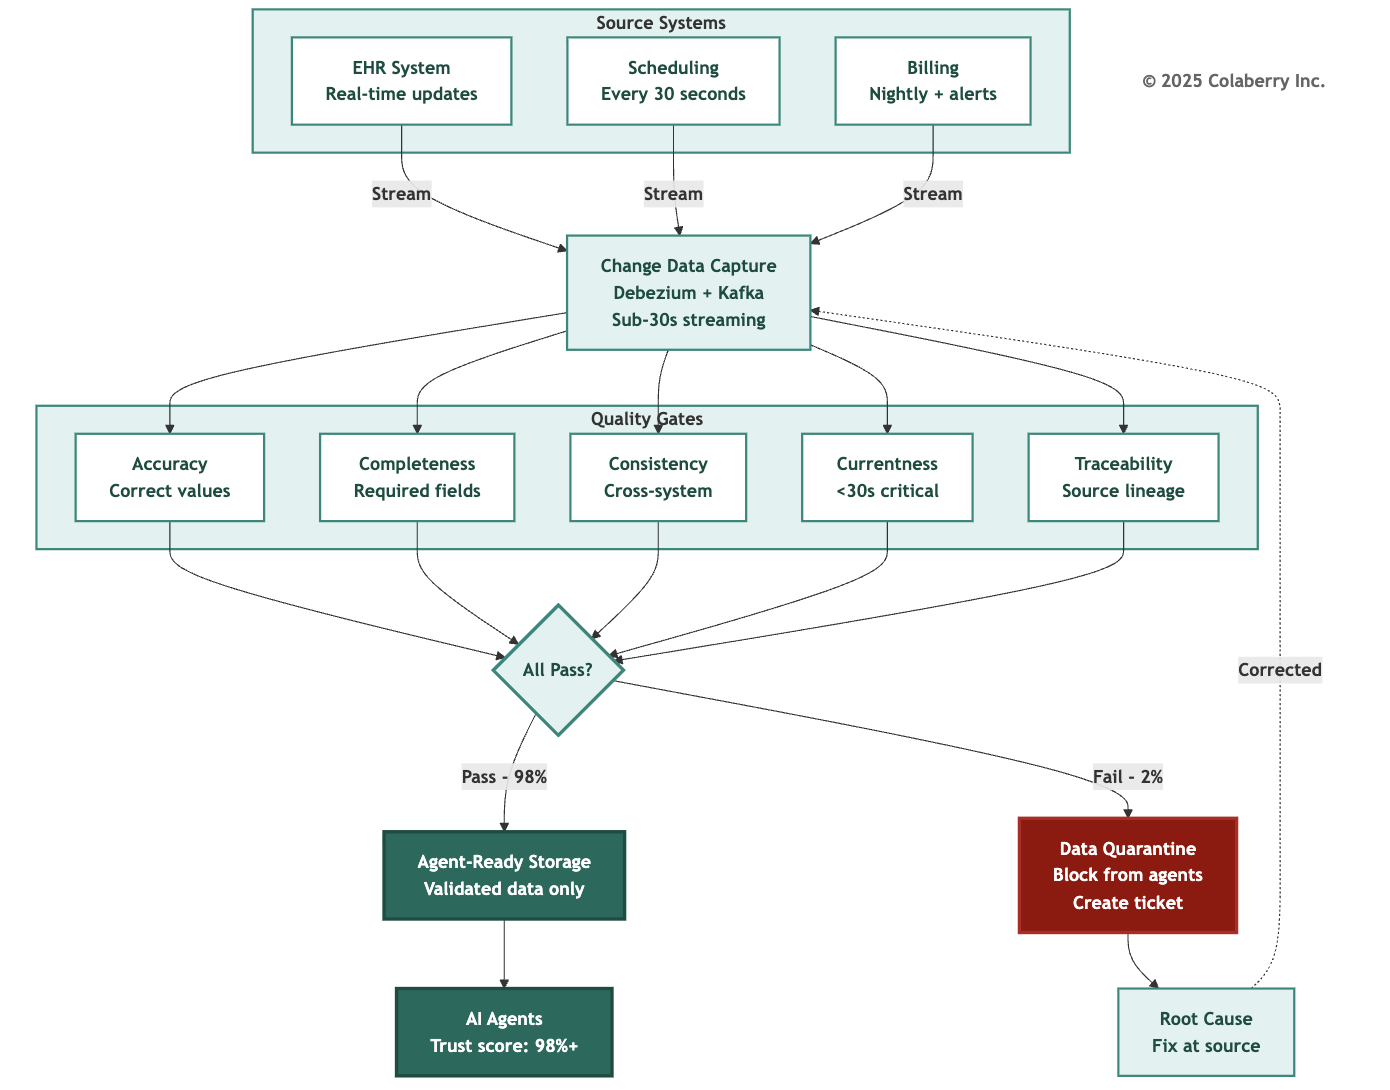 Source Systems
EHR System
Real-time updates
Scheduling
Every 30 seconds
Billing
Nightly + alerts
© 2025 Colaberry Inc.
Stream
Stream
Stream
Change Data Capture
Debezium + Kafka
Sub-30s streaming
Quality Gates
Accuracy
Correct values
Completeness
Required fields
Consistency
Cross-system
Currentness
<30s critical
Traceability
Source lineage
All Pass?
Corrected
Pass - 98%
Fail - 2%
Agent-Ready Storage
Validated data only
Data Quarantine
Block from agents
Create ticket
AI Agents
Trust score: 98%+
Root Cause
Fix at source